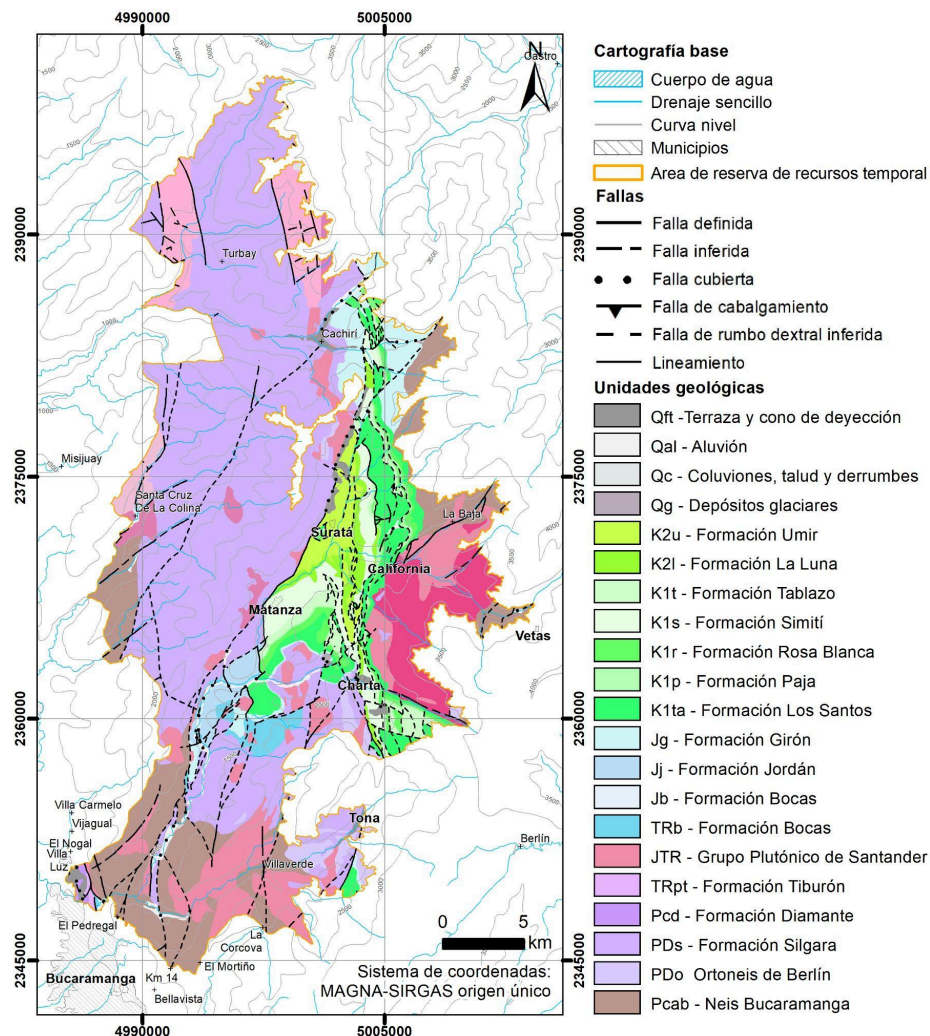 4990000
5005000
N
Castro
2390000
2390000
Turbay
Cachirí
2375000
2375000
Misijuay
Santa Cruz
De La Colina
La Baja
Suratá
California
Matanza
Vetas
Charta
2360000
2360000
Villa Carmelo
Vijagual
El Nogal
Villa
Luz
Tona
Berlín
Villaverde
El Pedregal
La
Corcova
0 5
km
2345000
2345000
Km 14
El Mortiño
Bucaramanga
Bellavista
Sistema de coordenadas:
MAGNA-SIRGAS origen único
4990000
5005000
Cartografía base
Cuerpo de agua
Drenaje sencillo
Curva nivel
Municipios
Area de reserva de recursos temporal
Fallas
Falla definida
Falla inferida
Falla cubierta
Falla de cabalgamiento
Falla de rumbo dextral inferida
Lineamiento
Unidades geológicas
Qft -Terraza y cono de deyección
Qal - Aluvión
Qc - Coluviones, talud y derrumbes
Qg - Depósitos glaciares
K2u - Formación Umir
K2l - Formación La Luna
K1t - Formación Tablazo
K1s - Formación Simití
K1r - Formación Rosa Blanca
K1p - Formación Paja
K1ta - Formación Los Santos
Jg - Formación Girón
Jj - Formación Jordán
Jb - Formación Bocas
TRb - Formación Bocas
JTR - Grupo Plutónico de Santander
TRpt - Formación Tiburón
Pcd - Formación Diamante
PDs - Formación Silgara
PDo Ortoneis de Berlín
Pcab - Neis Bucaramanga